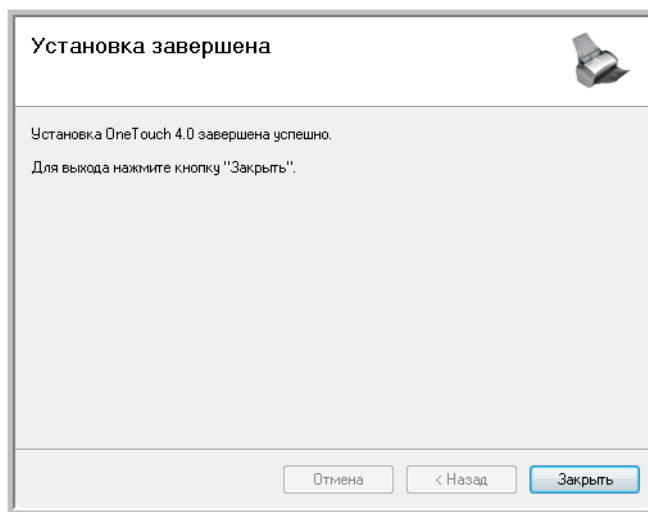 Установка завершена
Установка OneTouch 4.0 завершена успешно.
Для выхода нажмите кнопку "Закрыть".
Отмена
< Назад
Закрыть